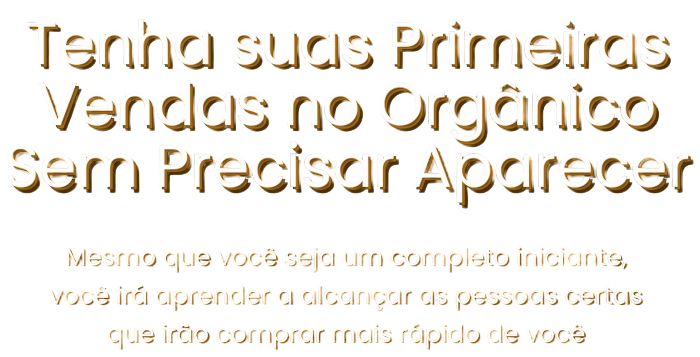 Tenha suas Primeiras
Vendas no Orgânico
Sem Precisar Aparecer
Mesmo que você seja um completo iniciante,
você irá aprender a alcançar as pessoas certas
que irão comprar mais rápido de você